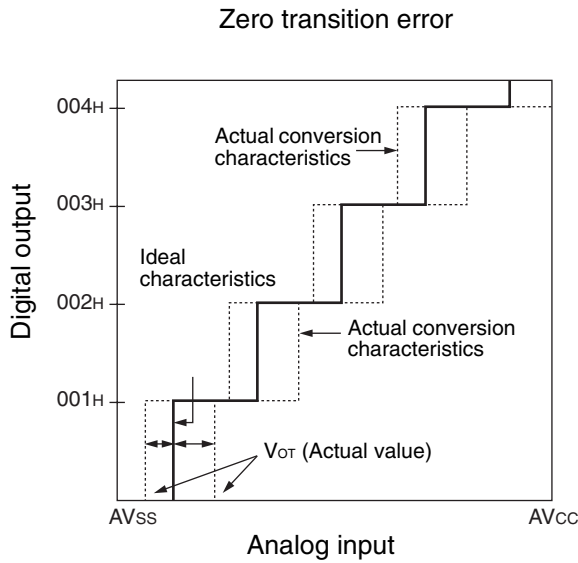 Zero transition error
004H
Actual conversion
characteristics
003H
Digital output
Ideal
characteristics
002H
Actual conversion
characteristics
001H
VOT (Actual value)
AVSS
AVCC
Analog input